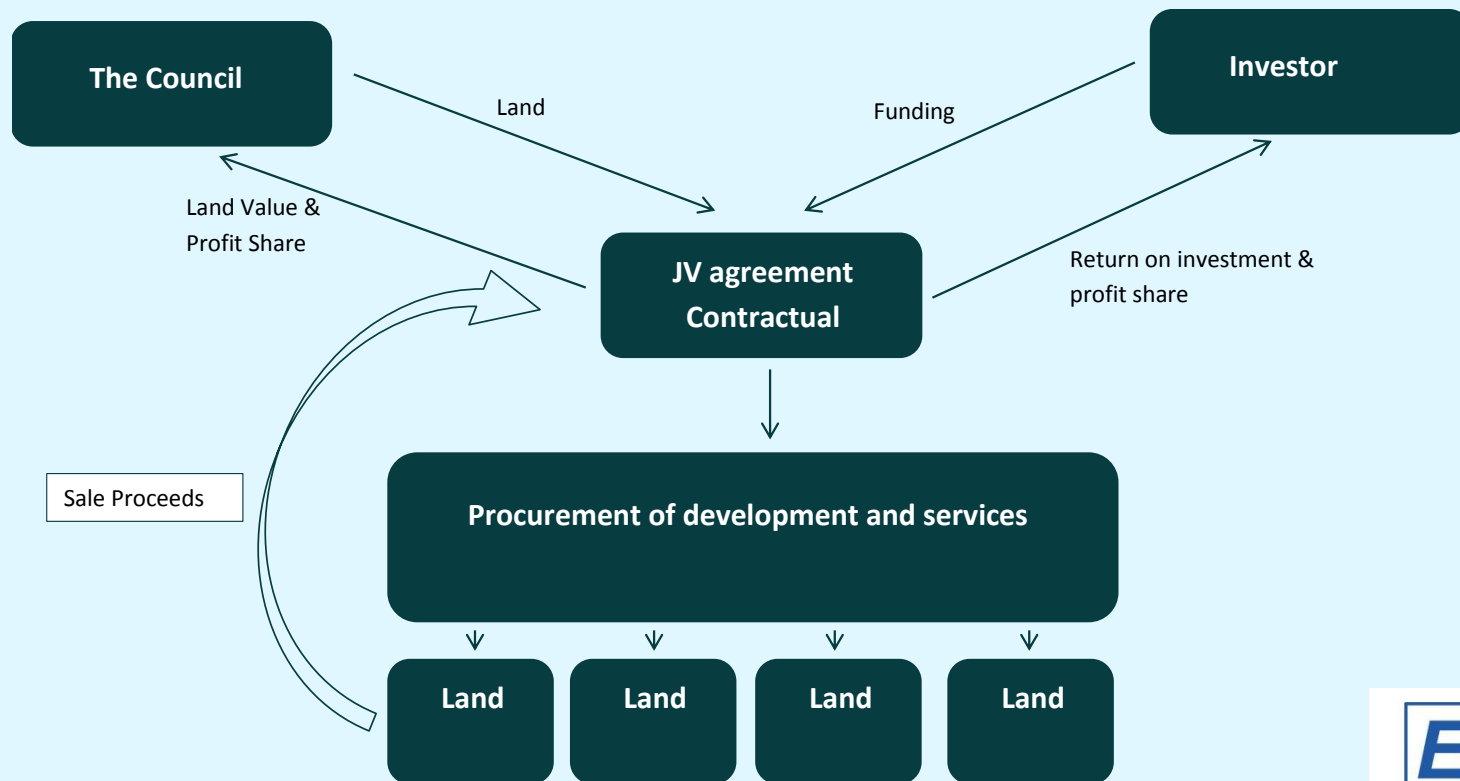 The Council
Investor
Land
Funding
Land Value &
Profit Share
JV agreement
Contractual
Return on investment &
profit share
Sale Proceeds
Procurement of development and services
Land
Land
Land
Land
E